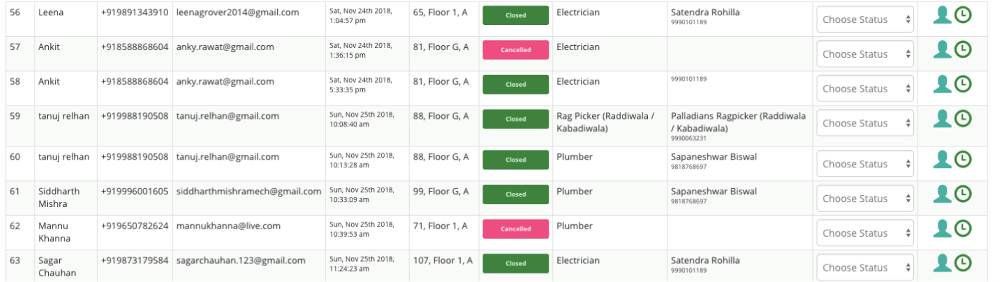 56 Leena +919891343910 leenagrover2014@gmail.com Sat, Nov 24th 2018, 65, Floor 1, A Closed Electrician Satendra Rohilla Choose Status
1:04:57 pm 9990101189
57 Ankit +918588868604 anky.rawat@gmail.com Sat, Nov 24th 2018, 81, Floor G, A Cancelled Electrician Choose Status
1:36:15 pm
58 Ankit +918588868604 anky.rawat@gmail.com Sat, Nov 24th 2018, 81, Floor G, A Closed Electrician 9990101189 Choose Status
5:33:35 pm
59 tanuj relhan +919988190508 tanuj.relhan@gmail.com Sun, Nov 25th 2018, 88, Floor G, A Closed Rag Picker (Raddiwala / Palladians Ragpicker (Raddiwala Choose Status
10:08:40 am Kabadiwala) / Kabadiwala)
9990063231
60 tanuj relhan +919988190508 tanuj.relhan@gmail.com Sun, Nov 25th 2018, 88, Floor G, A Closed Plumber Sapaneshwar Biswal Choose Status
10:13:28 am 9818768697
61 Siddharth +919996001605 siddharthmishramech@gmail.com Sun, Nov 25th 2018, 99, Floor G, A Closed Plumber Sapaneshwar Biswal Choose Status
Mishra 10:33:09 am 9818768697
62 Mannu +919650782624 mannukhanna@live.com Sun, Nov 25th 2018, 71, Floor 1, A Cancelled Plumber Choose Status
Khanna 10:39:53 am
63 Sagar +919873179584 sagarchauhan.123@gmail.com Sun, Nov 25th 2018, 107, Floor 1, A Closed Electrician Satendra Rohilla Choose Status
Chauhan 11:24:23 am 9990101189